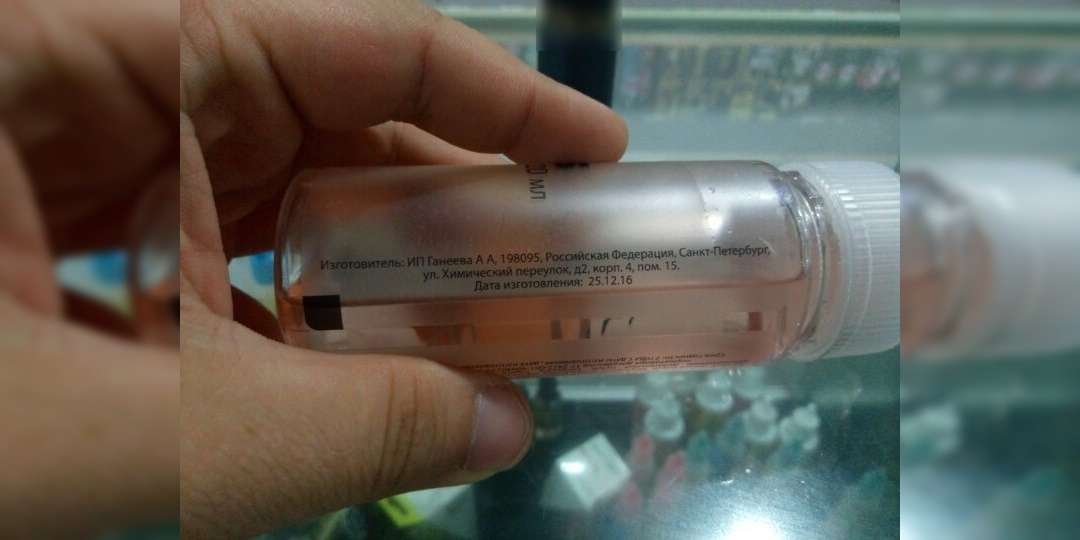 мл
Изготовитель: ИП Ганеева А А, 198095, Российская Федерация, Санкт-Петербург,
ул. Химический переулок, д2, корп. 4, пом. 15.
Дата изготовления: 25.12.16